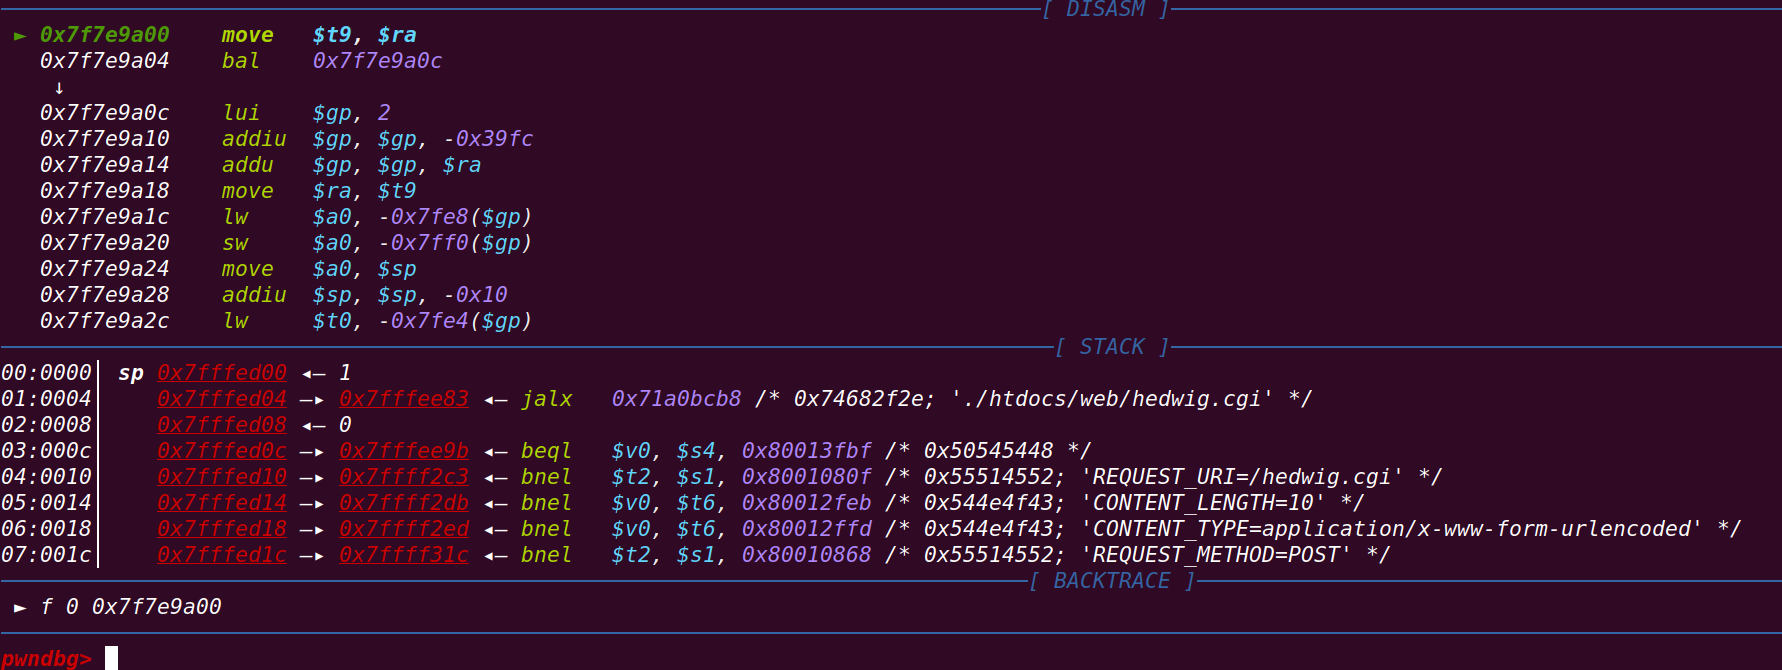 [ DISASM ]
► 0x7f7e9a00 move $t9, $ra
0x7f7e9a04 bal 0x7f7e9a0c
↓
0x7f7e9a0c lui $gp, 2
0x7f7e9a10 addiu $gp, $gp, -0x39fc
0x7f7e9a14 addu $gp, $gp, $ra
0x7f7e9a18 move $ra, $t9
0x7f7e9a1c lw $a0, -0x7fe8($gp)
0x7f7e9a20 sw $a0, -0x7ff0($gp)
0x7f7e9a24 move $a0, $sp
0x7f7e9a28 addiu $sp, $sp, -0x10
0x7f7e9a2c lw $t0, -0x7fe4($gp)
[ STACK ]
00:0000│ sp 0x7fffed00 ◂— 1
01:0004│ 0x7fffed04 —▸ 0x7fffee83 ◂— jalx 0x71a0bcb8 /* 0x74682f2e; './htdocs/web/hedwig.cgi' */
02:0008│ 0x7fffed08 ◂— 0
03:000c│ 0x7fffed0c —▸ 0x7fffee9b ◂— beql $v0, $s4, 0x80013fbf /* 0x50545448 */
04:0010│ 0x7fffed10 —▸ 0x7ffff2c3 ◂— bnel $t2, $s1, 0x8001080f /* 0x55514552; 'REQUEST_URI=/hedwig.cgi' */
05:0014│ 0x7fffed14 —▸ 0x7ffff2db ◂— bnel $v0, $t6, 0x80012feb /* 0x544e4f43; 'CONTENT_LENGTH=10' */
06:0018│ 0x7fffed18 —▸ 0x7ffff2ed ◂— bnel $v0, $t6, 0x80012ffd /* 0x544e4f43; 'CONTENT_TYPE=application/x-www-form-urlencoded' */
07:001c│ 0x7fffed1c —▸ 0x7ffff31c ◂— bnel $t2, $s1, 0x80010868 /* 0x55514552; 'REQUEST_METHOD=POST' */
[ BACKTRACE ]
► f 0 0x7f7e9a00
pwndbg>